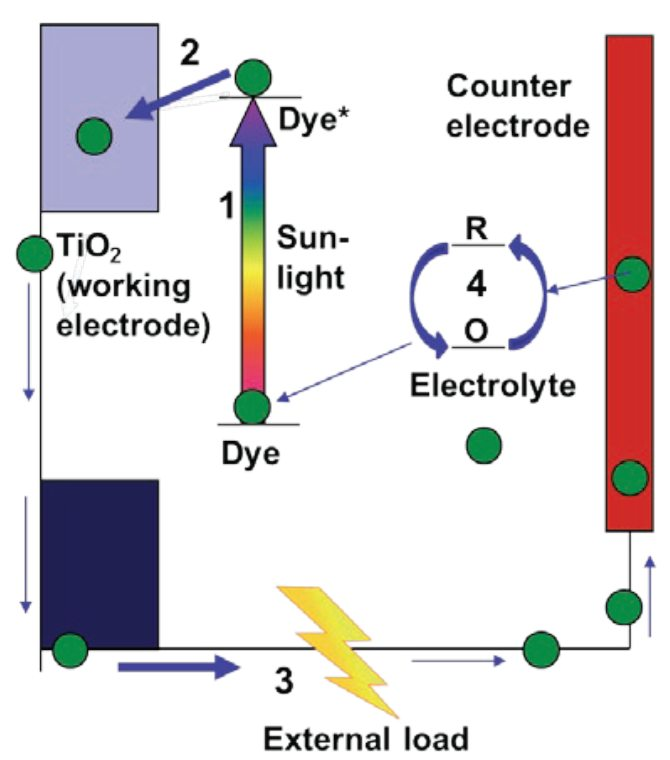 2
Dye*
Counter
electrode
1
Sun-
light
TiO₂
(working
electrode)
R
4
O
Electrolyte
Dye
3
External load